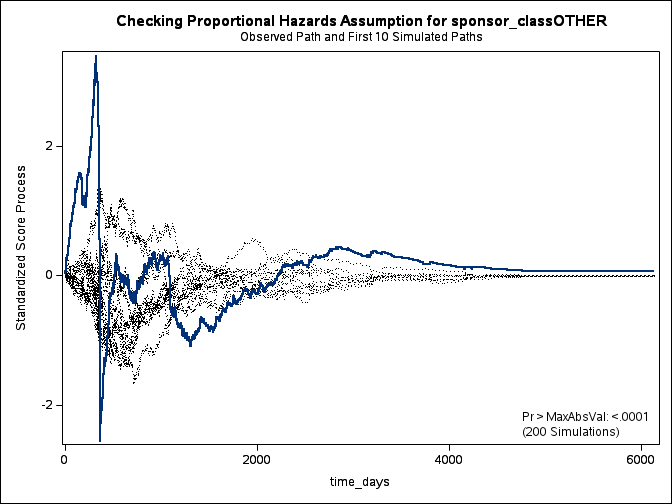 Checking Proportional Hazards Assumption for sponsor_classOTHER
Observed Path and First 10 Simulated Paths
Standardized Score Process
2
0
-2
Pr > MaxAbsVal: <.0001
(200 Simulations)
0 2000 4000 6000
time_days